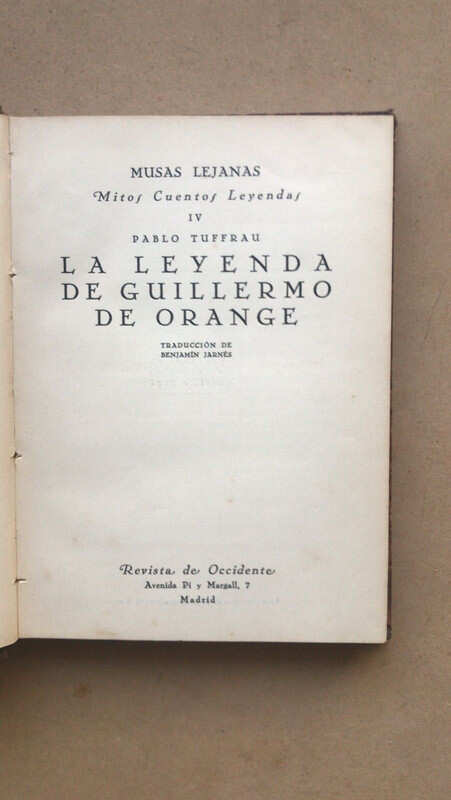 MUSAS LEJANAS
Mitos Cuentos Leyendas
IV
PABLO TUFFRAU
LA LEYENDA
DE GUILLERMO
DE ORANGE
TRADUCCIÓN DE
BENJAMÍN JARNÉS
Revista de Occidente
Avenida Pi y Margall, 7
Madrid